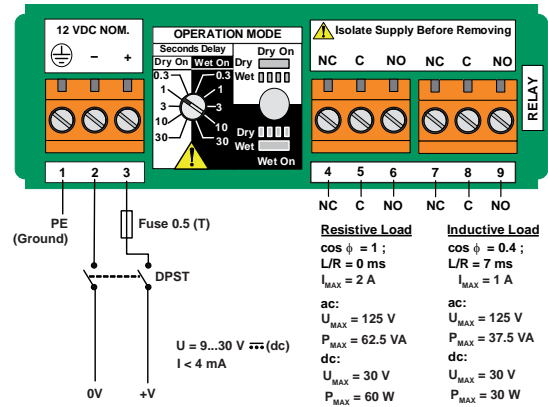 12 VDC NOM.
– +
OPERATION MODE
Seconds Delay
Dry On Wet On
0.3 0.3
1 1
3 3
10 10
30 30
Dry On
Dry
Wet
Dry
Wet
Wet On
Isolate Supply Before Removing
NC C NO NC C NO
RELAY
1 2 3
4 5 6 7 8 9
NC C NO NC C NO
PE
(Ground)
Fuse 0.5 (T)
DPST
0V +V
U = 9...30 V (dc)
I < 4 mA
Resistive Load
cos ϕ = 1 ;
L/R = 0 ms
IMAX = 2 A
ac:
UMAX = 125 V
PMAX = 62.5 VA
dc:
UMAX = 30 V
PMAX = 60 W
Inductive Load
cos ϕ = 0.4 ;
L/R = 7 ms
IMAX = 1 A
ac:
UMAX = 125 V
PMAX = 37.5 VA
dc:
UMAX = 30 V
PMAX = 30 W